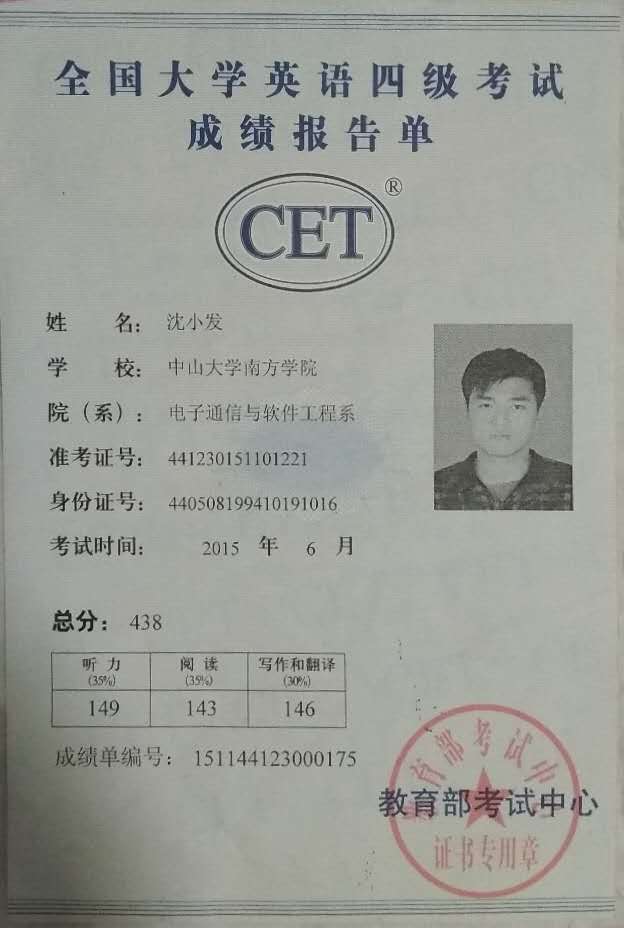 全国大学英语四级考试
成绩报告单
CET®
姓 名： 沈小发
学 校： 中山大学南方学院
院（系）： 电子通信与软件工程系
准考证号： 441230151101221
身份证号： 440508199410191016
考试时间： 2015 年 6 月
总分： 438
听 力 阅 读 写作和翻译
(35%) (35%) (30%)
149 143 146
成绩单编号： 151144123000175
育部考试中
教育部考试中心
证书专用章